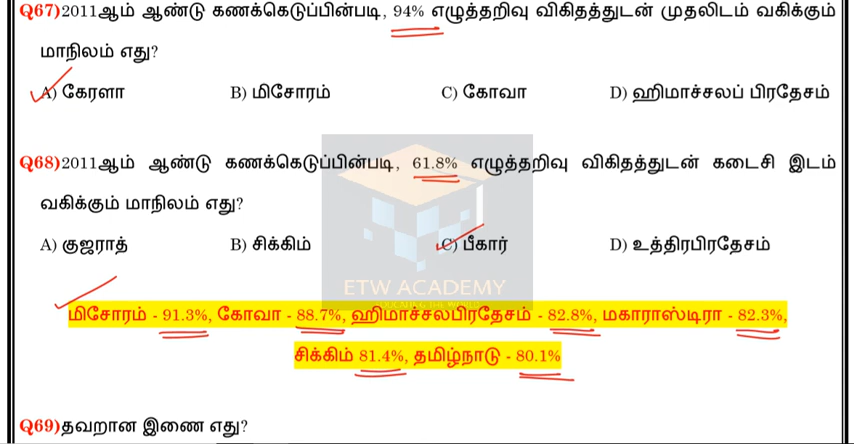 Q67)2011ஆம் ஆண்டு கணக்கெடுப்பின்படி, 94% எழுத்தறிவு விகிதத்துடன் முதலிடம் வகிக்கும்
மாநிலம் எது?
A) கேரளா B) மிசோரம் C) கோவா D) ஹிமாச்சலப் பிரதேசம்
Q68)2011ஆம் ஆண்டு கணக்கெடுப்பின்படி, 61.8% எழுத்தறிவு விகிதத்துடன் கடைசி இடம்
வகிக்கும் மாநிலம் எது?
A) குஜராத் B) சிக்கிம் C) பீகார் D) உத்திரபிரதேசம்
ETW ACADEMY
மிசோரம் - 91.3%, கோவா - 88.7%, ஹிமாச்சலபிரதேசம் - 82.8%, மகாராஸ்டிரா - 82.3%,
சிக்கிம் 81.4%, தமிழ்நாடு - 80.1%
Q69)தவறான இணை எது?